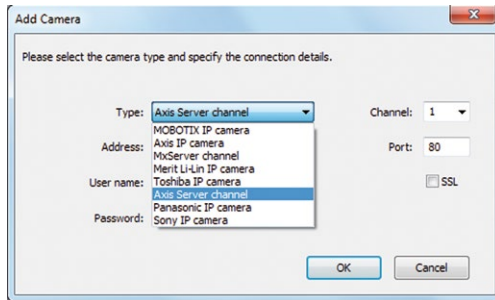 Add Camera
Please select the camera type and specify the connection details.
Type: Axis Server channel Channel: 1
MOBOTIX IP camera
Axis IP camera
Address: MxServer channel Port: 80
Merit Li-Lin IP camera
User name: Toshiba IP camera SSL
Axis Server channel
Panasonic IP camera
Password: Sony IP camera
OK Cancel